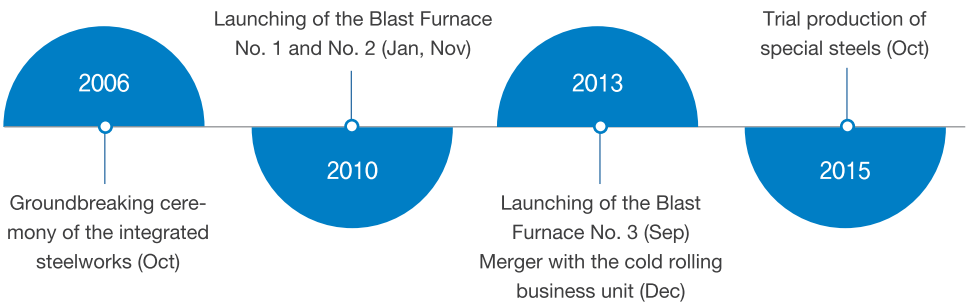 2006
Groundbreaking cere-
mony of the integrated
steelworks (Oct)
Launching of the Blast Furnace
No. 1 and No. 2 (Jan, Nov)
2010
2013
Launching of the Blast
Furnace No. 3 (Sep)
Merger with the cold rolling
business unit (Dec)
Trial production of
special steels (Oct)
2015